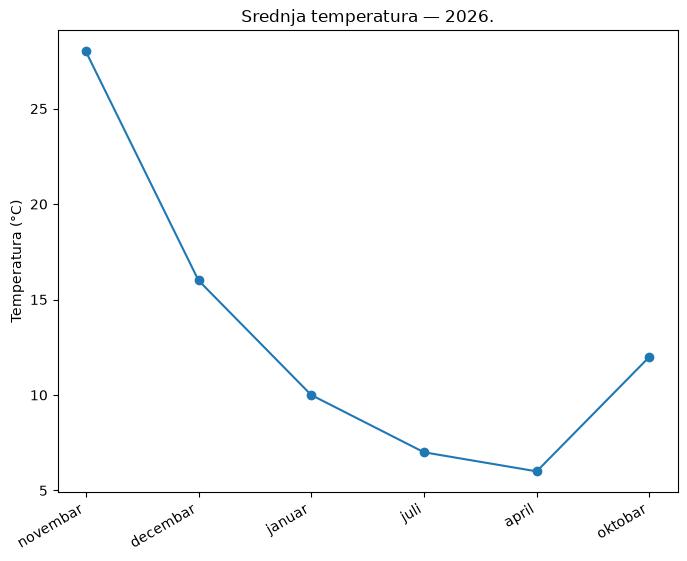 Srednja temperatura — 2026.
Temperatura (°C)
25
20
15
10
5
novembar
decembar
januar
juli
april
oktobar